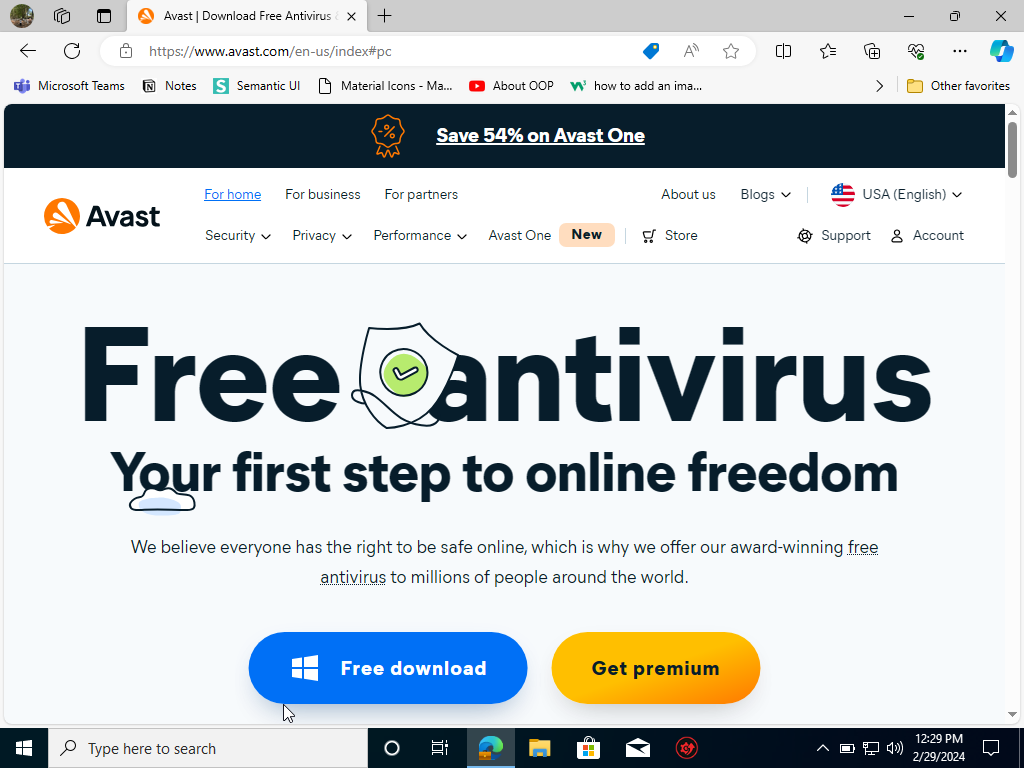 Avast | Download Free Antivirus &
https://www.avast.com/en-us/index#pc
Microsoft Teams
Notes
Semantic UI
Material Icons - Ma...
About OOP
how to add an ima...
Other favorites
Save 54% on Avast One
For home
For business
For partners
About us
Blogs
USA (English)
Avast
Security
Privacy
Performance
Avast One
New
Store
Support
Account
Free antivirus
Your first step to online freedom
We believe everyone has the right to be safe online, which is why we offer our award-winning free
antivirus to millions of people around the world.
Free download
Get premium
Type here to search
12:29 PM
2/29/2024